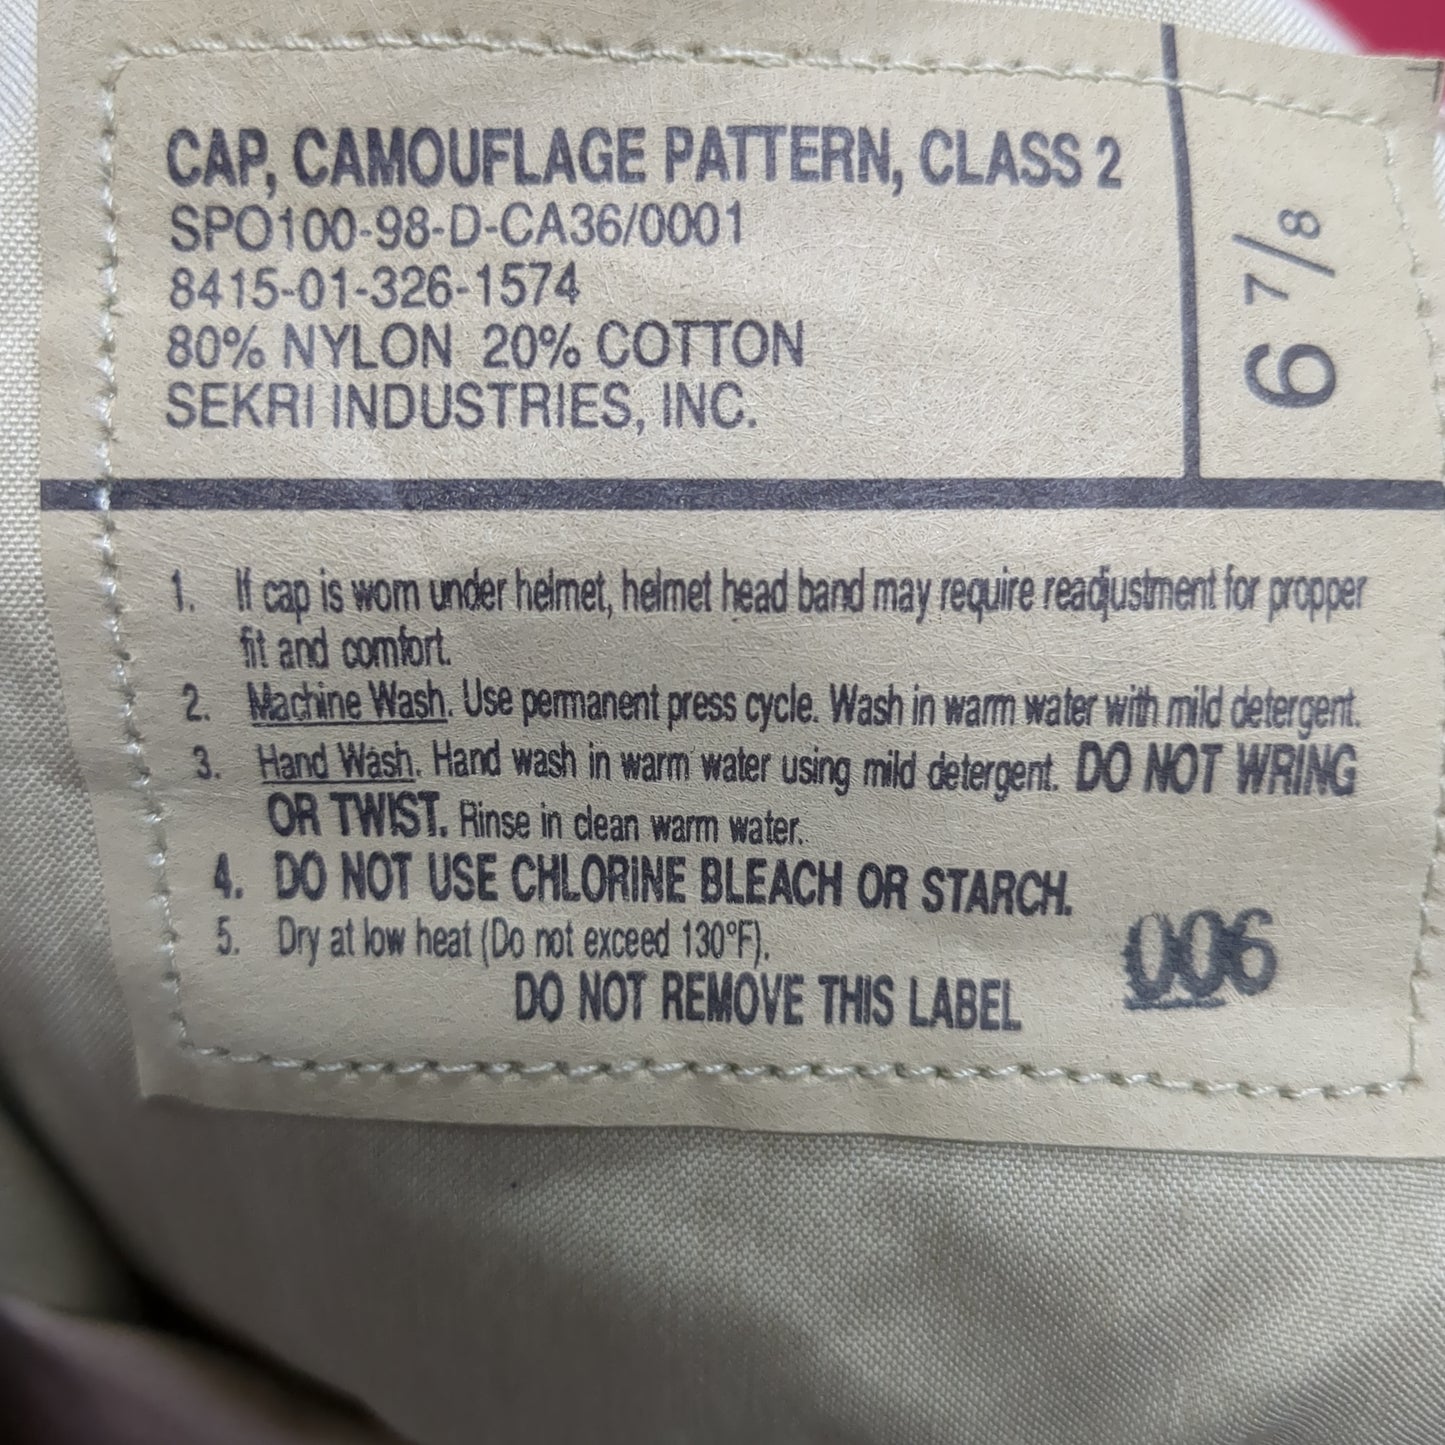 CAP, CAMOUFLAGE PATTERN, CLASS 2
SPO100-98-D-CA36/0001
8415-01-326-1574
80% NYLON 20% COTTON
SEKRI INDUSTRIES, INC.
6 7/8
1. If cap is worn under helmet, helmet head band may require readjustment for propper
fit and comfort.
2. Machine Wash. Use permanent press cycle. Wash in warm water with mild detergent.
3. Hand Wash. Hand wash in warm water using mild detergent. DO NOT WRING
OR TWIST. Rinse in clean warm water.
4. DO NOT USE CHLORINE BLEACH OR STARCH.
5. Dry at low heat (Do not exceed 130°F).
DO NOT REMOVE THIS LABEL
006